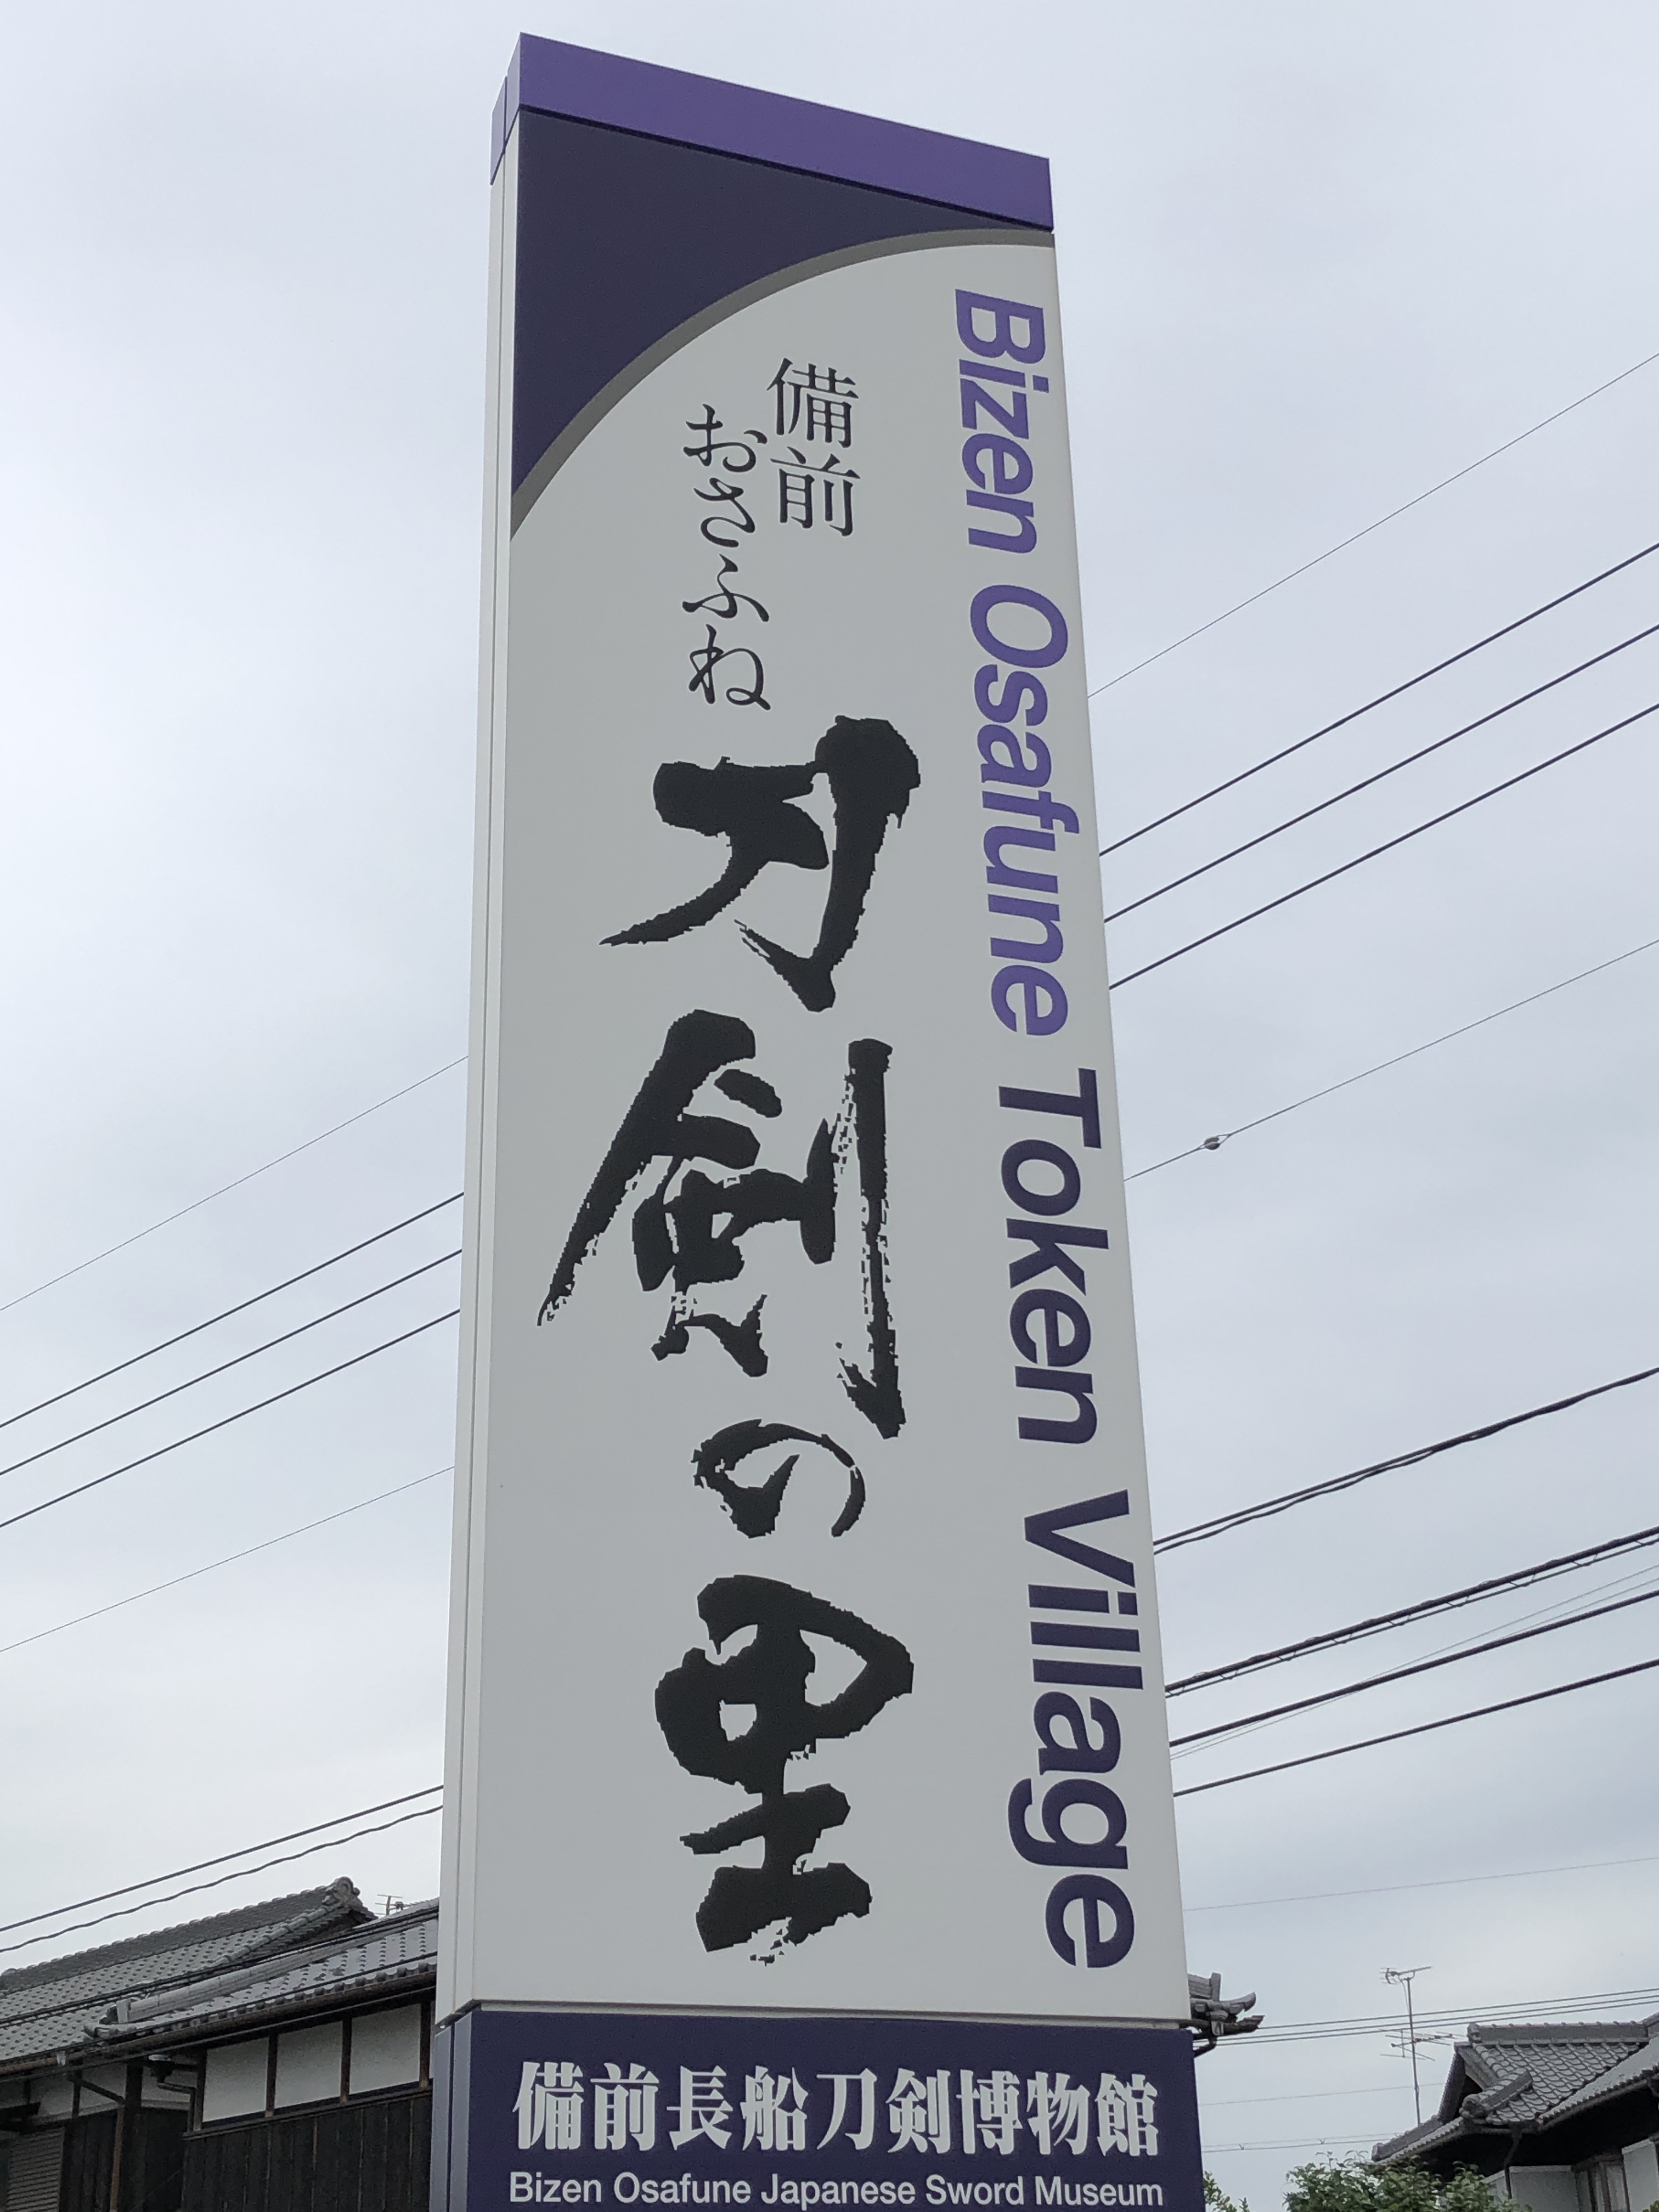 備前
おさふね
刀剣の里
Bizen Osafune Token Village
備前長船刀剣博物館
Bizen Osafune Japanese Sword Museum